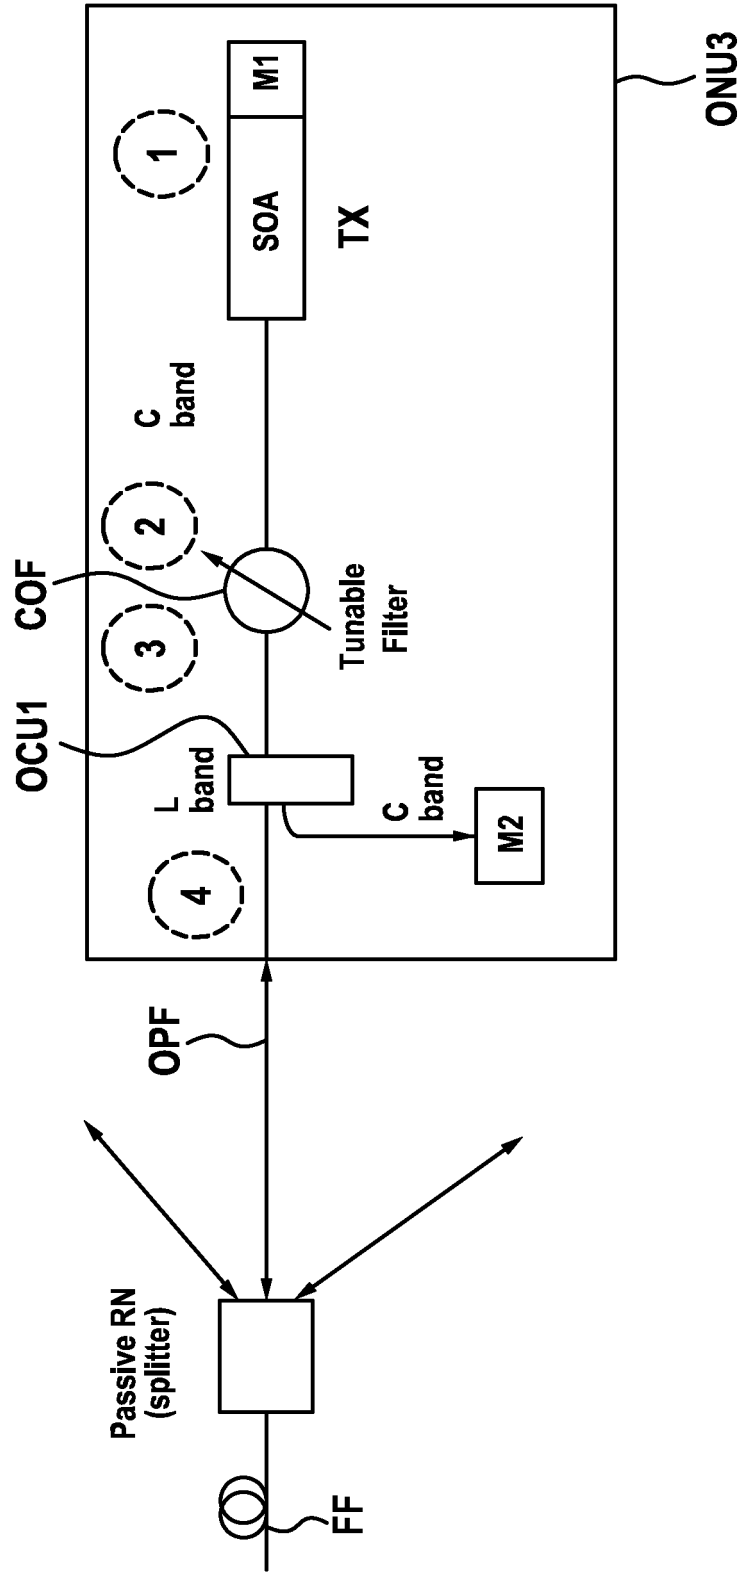 FF
Passive RN
(splitter)
OPF
4
L
band
OCU1
C
band
M2
3
COF
2
Tunable
Filter
C
band
1
SOA
M1
TX
ONU3